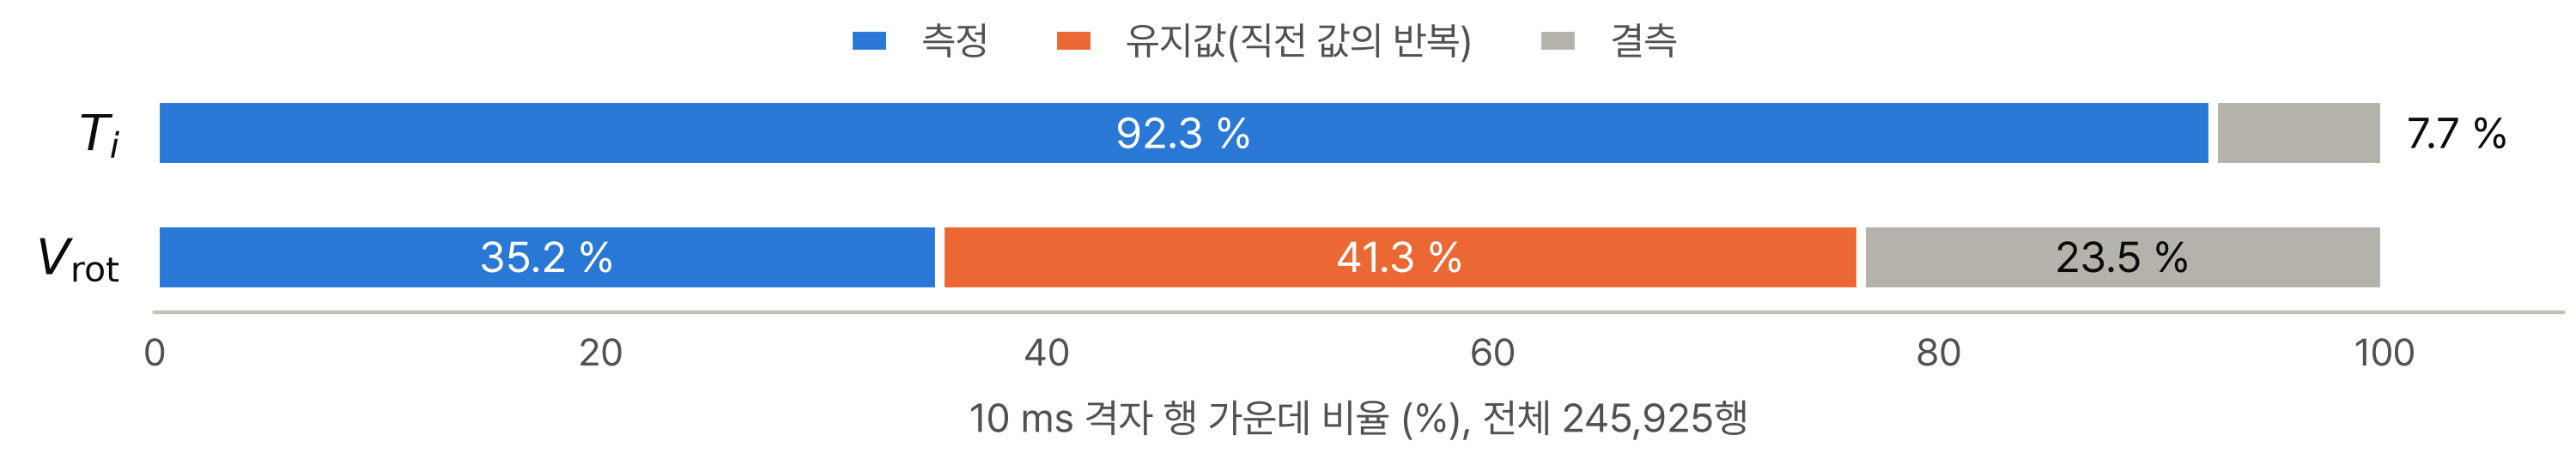 측정 유지값(직전 값의 반복) 결측
Ti 92.3 % 7.7 %
Vrot 35.2 % 41.3 % 23.5 %
0 20 40 60 80 100
10 ms 격자 행 가운데 비율 (%), 전체 245,925행